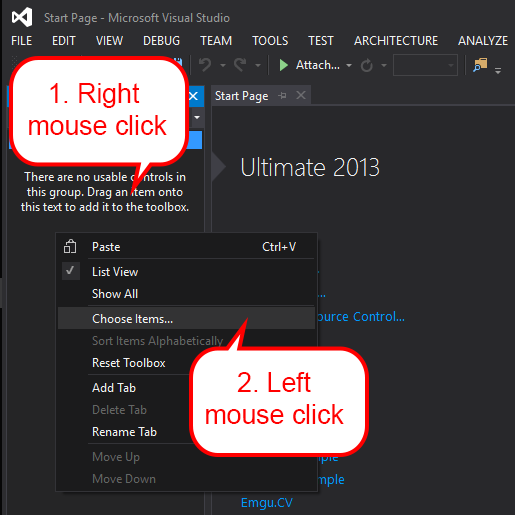 Start Page - Microsoft Visual Studio
FILE EDIT VIEW DEBUG TEAM TOOLS TEST ARCHITECTURE ANALYZE
Attach...
1. Right
mouse click
Start Page
There are no usable controls in
this group. Drag an item onto
this text to add it to the toolbox.
Ultimate 2013
Paste Ctrl+V
List View
Show All
Choose Items...
Sort Items Alphabetically
Reset Toolbox
Add Tab
Delete Tab
Rename Tab
Move Up
Move Down
2. Left
mouse click
Control...
Emgu.CV